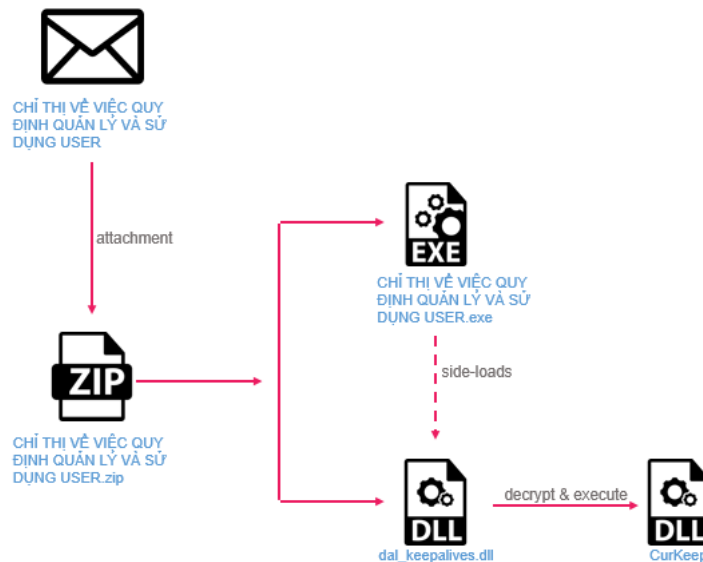 CHỈ THỊ VỀ VIỆC QUY
ĐỊNH QUẢN LÝ VÀ SỬ
DỤNG USER
attachment
EXE
CHỈ THỊ VỀ VIỆC QUY
ĐỊNH QUẢN LÝ VÀ SỬ
DỤNG USER.exe
side-loads
ZIP
CHỈ THỊ VỀ VIỆC QUY
ĐỊNH QUẢN LÝ VÀ SỬ
DỤNG USER.zip
DLL
dal_keepalives.dll
decrypt & execute
DLL
CurKeep